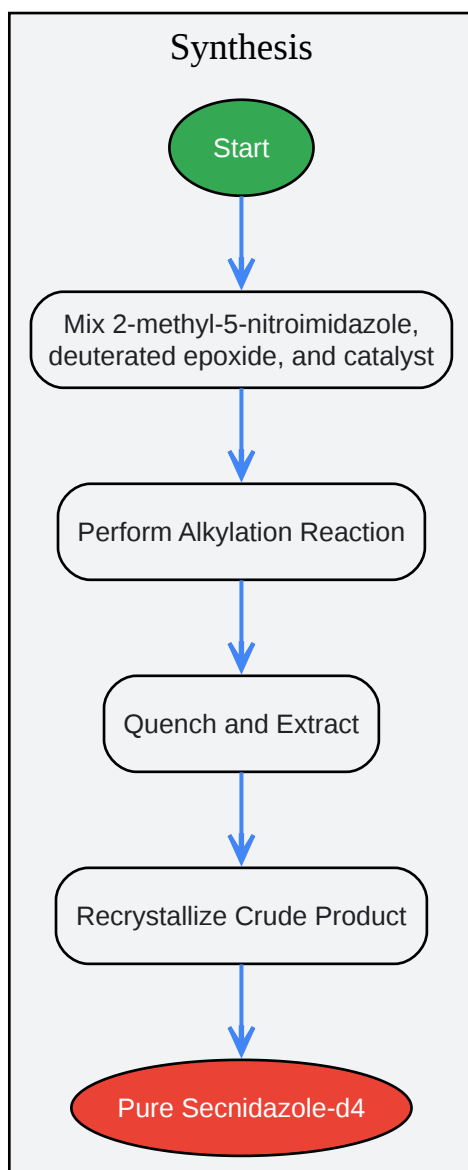 Synthesis
Start
Mix 2-methyl-5-nitroimidazole,
deuterated epoxide, and catalyst
Perform Alkylation Reaction
Quench and Extract
Recrystallize Crude Product
Pure Secnidazole-d4